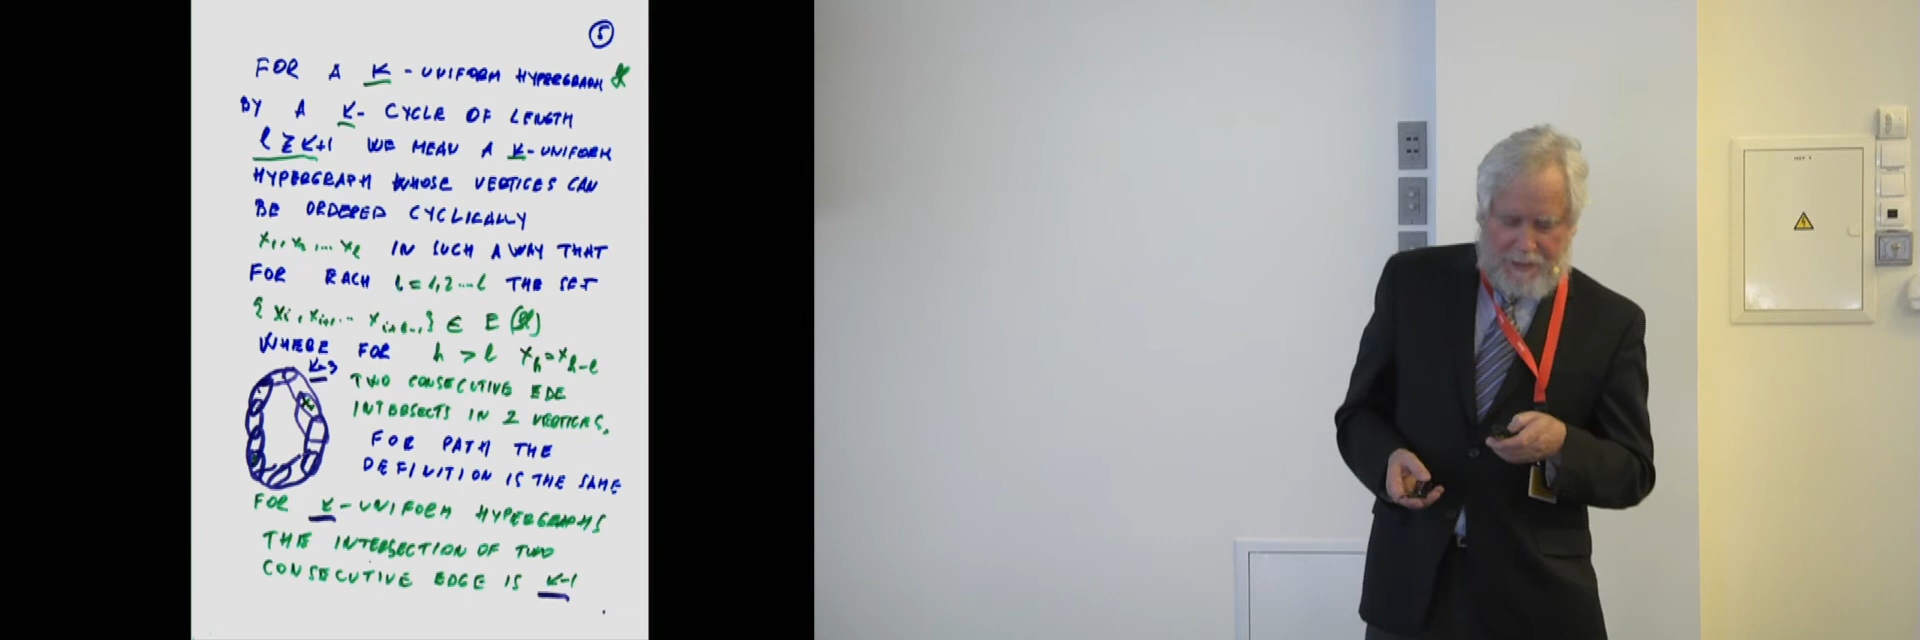 5
FOR A K - UNIFORM HYPERGRAPH ℋ
BY A K- CYCLE OF LENGTH
l ≥ K+1 WE MEAN A K-UNIFORM
HYPERGRAPH WHOSE VERTICES CAN
BE ORDERED CYCLICALLY
x₁, x₂ ... xₗ IN SUCH A WAY THAT
FOR EACH i = 1,2...l THE SET
{xᵢ, xᵢ₊₁, ... xᵢ₊ₖ₋₁} ∈ E(ℋ)
WHERE FOR h > l xₕ = xₕ₋ₗ
K=3
TWO CONSECUTIVE EDE
INTERSECTS IN 2 VERTICES.
FOR PATH THE
DEFINITION IS THE SAME
FOR K-UNIFORM HYPERGRAPHS
THE INTERSECTION OF TWO
CONSECUTIVE EDGE IS K-1